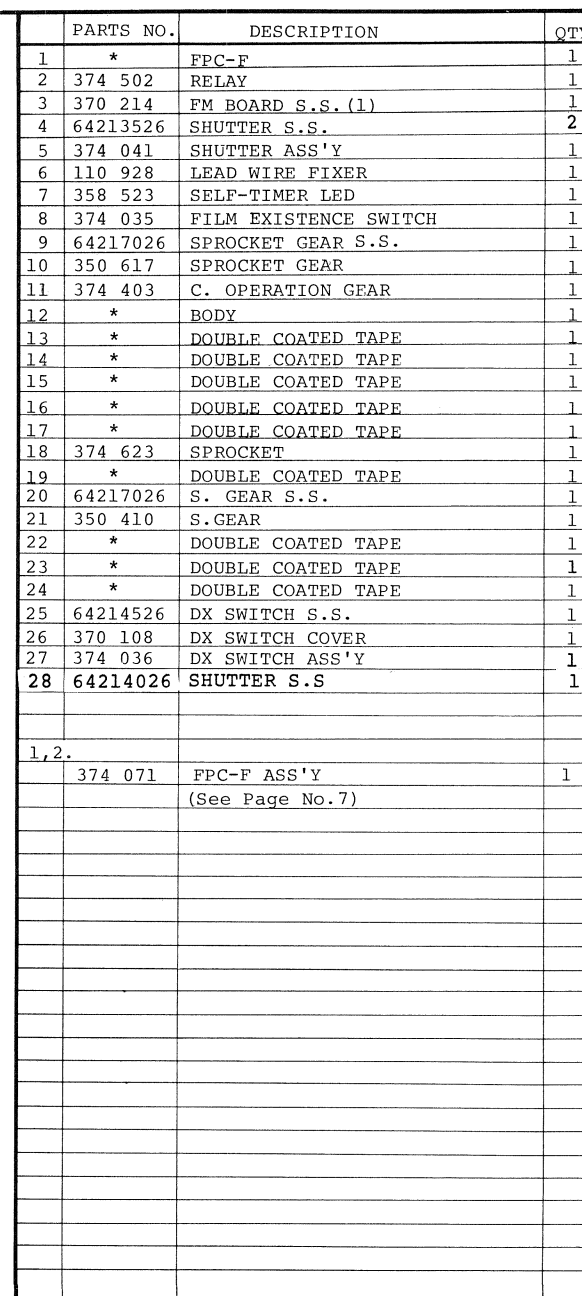 PARTS NO. DESCRIPTION QTY
1 * FPC-F 1
2 374 502 RELAY 1
3 370 214 FM BOARD S.S.(1) 1
4 64213526 SHUTTER S.S. 2
5 374 041 SHUTTER ASS'Y 1
6 110 928 LEAD WIRE FIXER 1
7 358 523 SELF-TIMER LED 1
8 374 035 FILM EXISTENCE SWITCH 1
9 64217026 SPROCKET GEAR S.S. 1
10 350 617 SPROCKET GEAR 1
11 374 403 C. OPERATION GEAR 1
12 * BODY 1
13 * DOUBLE COATED TAPE 1
14 * DOUBLE COATED TAPE 1
15 * DOUBLE COATED TAPE 1
16 * DOUBLE COATED TAPE 1
17 * DOUBLE COATED TAPE 1
18 374 623 SPROCKET 1
19 * DOUBLE COATED TAPE 1
20 64217026 S. GEAR S.S. 1
21 350 410 S.GEAR 1
22 * DOUBLE COATED TAPE 1
23 * DOUBLE COATED TAPE 1
24 * DOUBLE COATED TAPE 1
25 64214526 DX SWITCH S.S. 1
26 370 108 DX SWITCH COVER 1
27 374 036 DX SWITCH ASS'Y 1
28 64214026 SHUTTER S.S 1
1,2.
374 071 FPC-F ASS'Y 1
(See Page No.7)